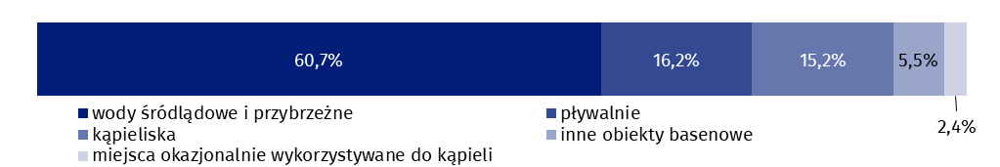 60,7% 16,2% 15,2% 5,5%
wody śródlądowe i przybrzeżne pływalnie
2,4%
kąpieliska inne obiekty basenowe
miejsca okazjonalnie wykorzystywane do kąpieli